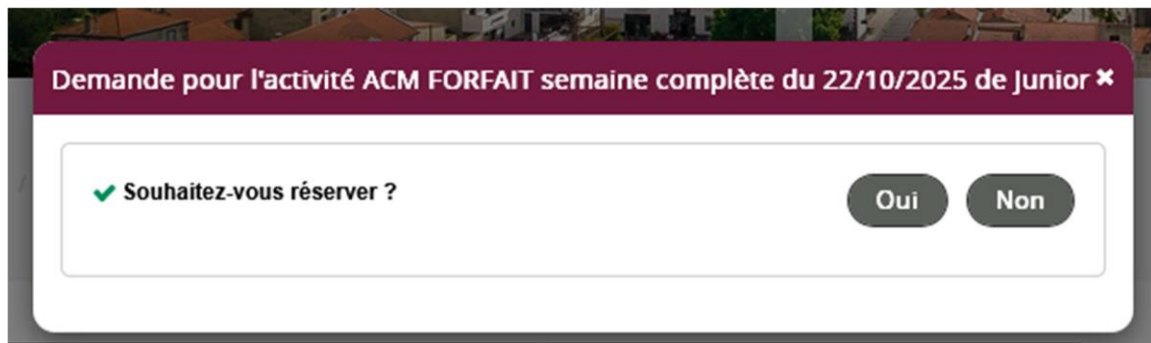 Demande pour l'activité ACM FORFAIT semaine complète du 22/10/2025 de Junior ✖
✔ Souhaitez-vous réserver ?
Oui
Non